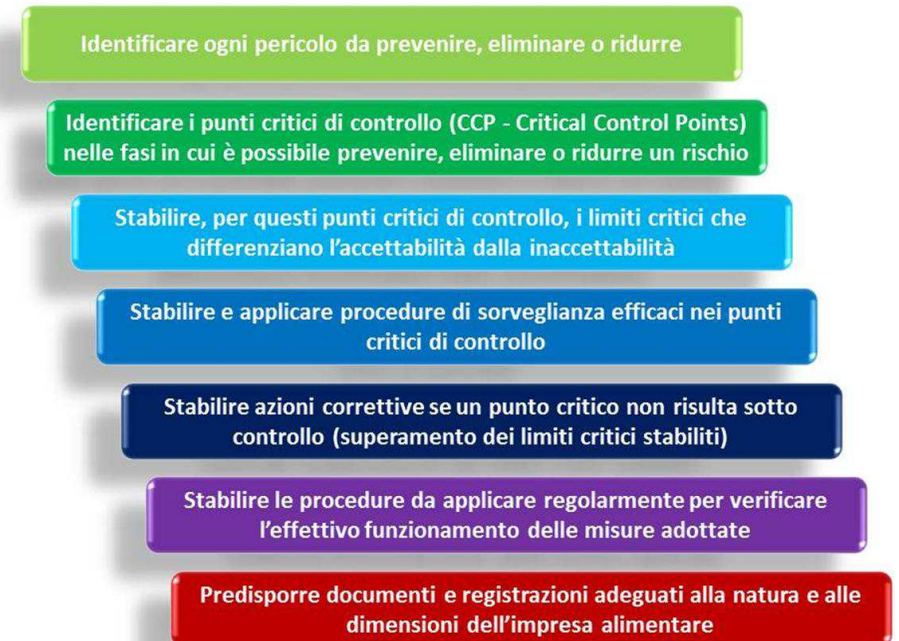 Identificare ogni pericolo da prevenire, eliminare o ridurre
Identificare i punti critici di controllo (CCP - Critical Control Points)
nelle fasi in cui è possibile prevenire, eliminare o ridurre un rischio
Stabilire, per questi punti critici di controllo, i limiti critici che
differenziano l’accettabilità dalla inaccettabilità
Stabilire e applicare procedure di sorveglianza efficaci nei punti
critici di controllo
Stabilire azioni correttive se un punto critico non risulta sotto
controllo (superamento dei limiti critici stabiliti)
Stabilire le procedure da applicare regolarmente per verificare
l’effettivo funzionamento delle misure adottate
Predisporre documenti e registrazioni adeguati alla natura e alle
dimensioni dell’impresa alimentare